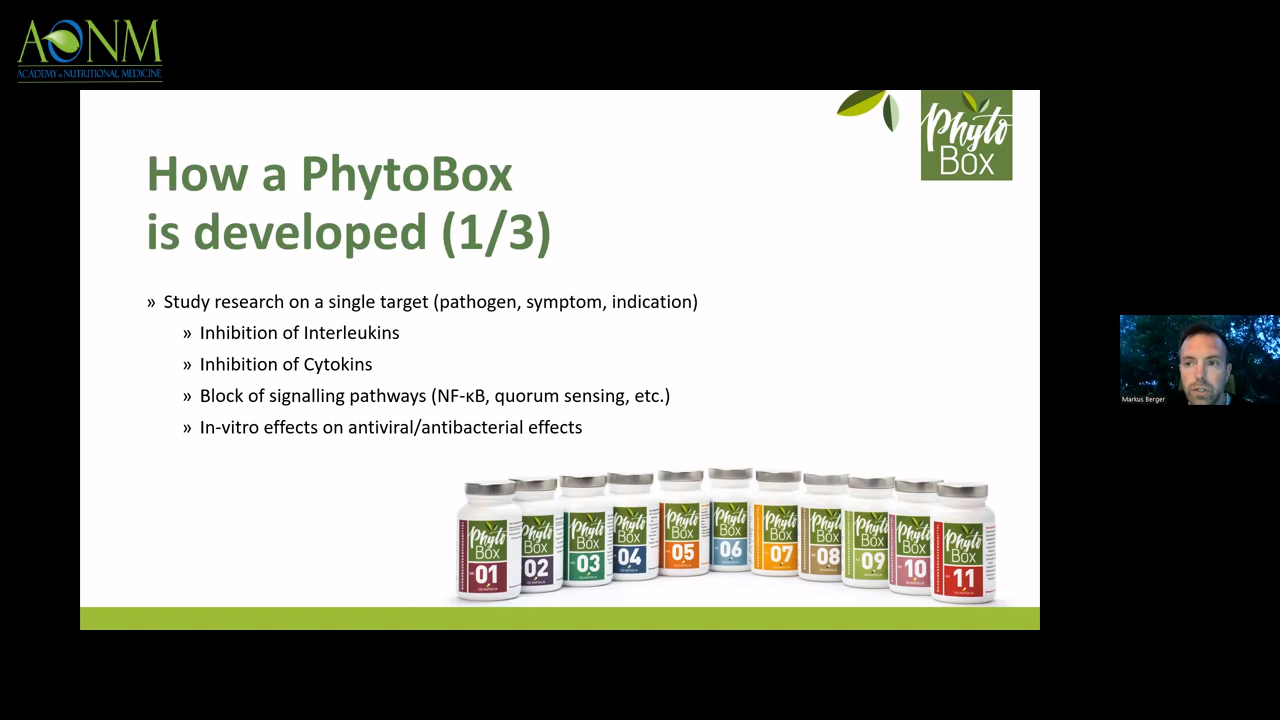 AONM
ACADEMY of NUTRITIONAL MEDICINE
Phyto
Box
How a PhytoBox
is developed (1/3)
» Study research on a single target (pathogen, symptom, indication)
» Inhibition of Interleukins
» Inhibition of Cytokins
» Block of signalling pathways (NF-κB, quorum sensing, etc.)
» In-vitro effects on antiviral/antibacterial effects
Markus Berger
Phyto
Box
01
Phyto
Box
02
Phyto
Box
03
Phyto
Box
04
Phyto
Box
05
Phyto
Box
06
Phyto
Box
07
Phyto
Box
08
Phyto
Box
09
Phyto
Box
10
Phyto
Box
11